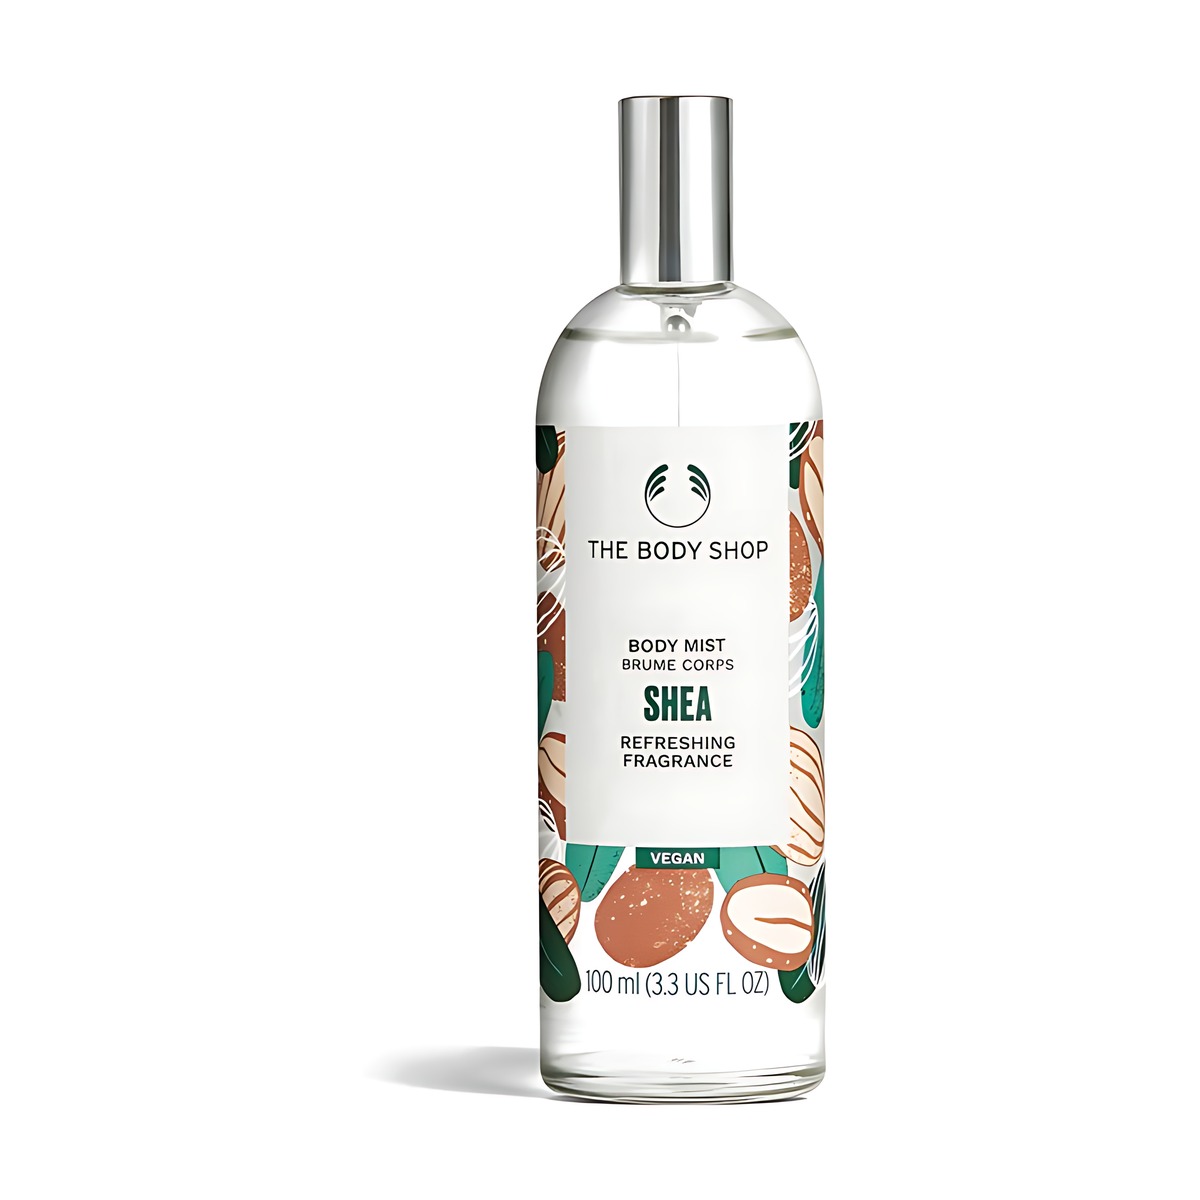 THE BODY SHOP
BODY MIST
BRUME CORPS
SHEA
REFRESHING
FRAGRANCE
VEGAN
100 ml (3.3 US FL OZ)